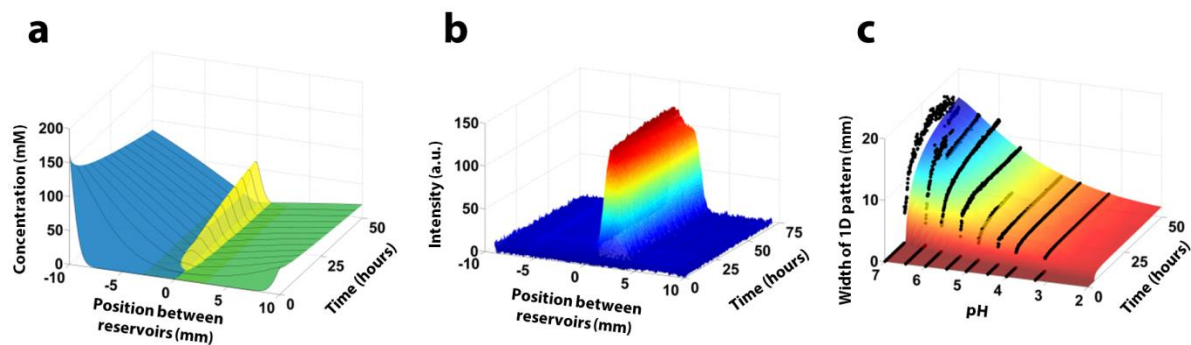 a
Concentration (mM)
200
150
100
50
0
-10
-5
0
5
10
Position between
reservoirs (mm)
0
25
50
Time (hours)
b
Intensity (a.u.)
150
100
50
0
-10
-5
0
5
10
Position between
reservoirs (mm)
0
25
50
75
Time (hours)
c
Width of 1D pattern (mm)
20
10
0
7
6
5
4
3
2
pH
0
25
50
Time (hours)